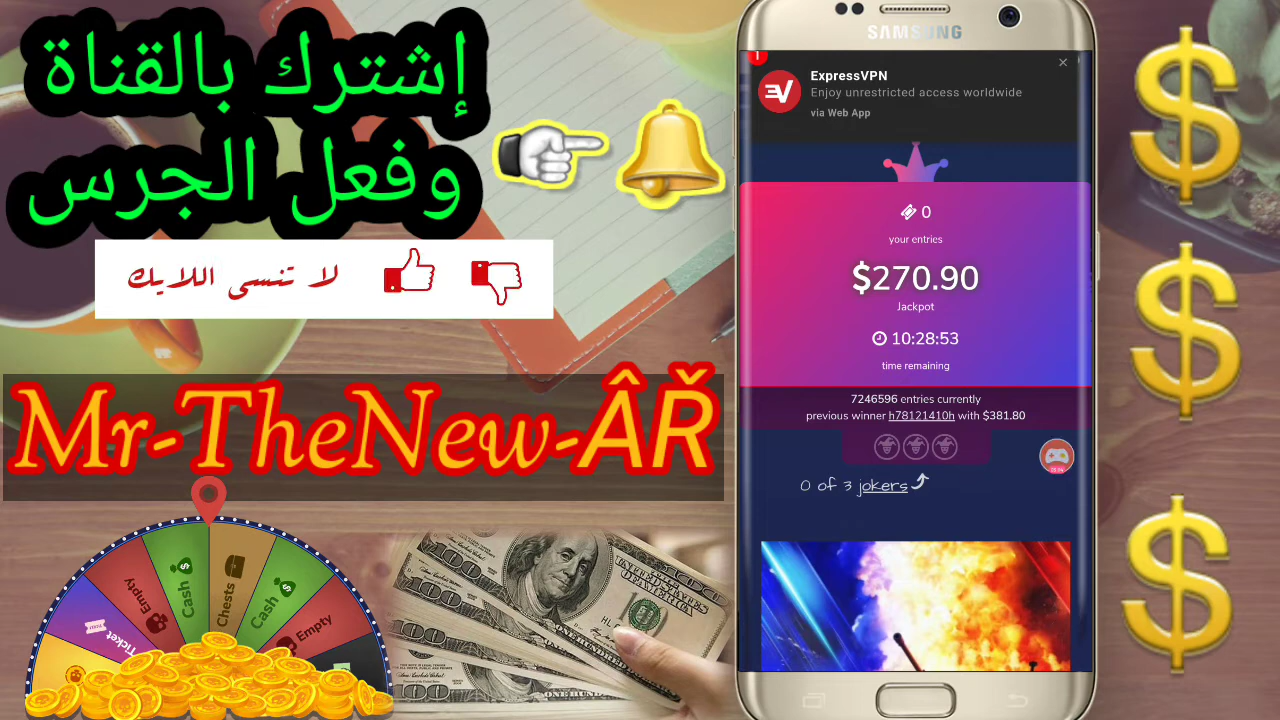 إشترك بالقناة
وفعل الجرس
لا تنسى اللايك
Mr-TheNew-ÂŘ
Ticket
Empty
Cash
Chests
Cash
Empty
SAMSUNG
1
ExpressVPN
Enjoy unrestricted access worldwide
via Web App
0
your entries
$270.90
Jackpot
10:28:53
time remaining
7246596 entries currently
previous winner h78121410h with $381.80
0 of 3 jokers